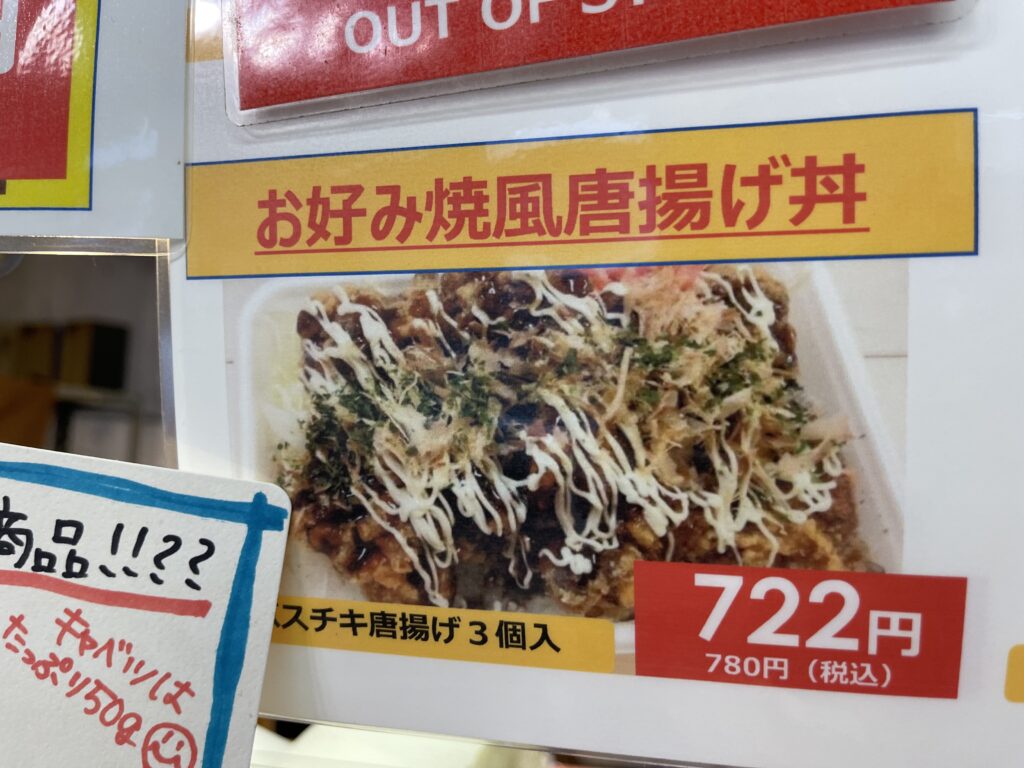 OUT OF
お好み焼風唐揚げ丼
スチキ唐揚げ3個入
722円
780円（税込）
商品!!??
キャベツは
たっぷり50g